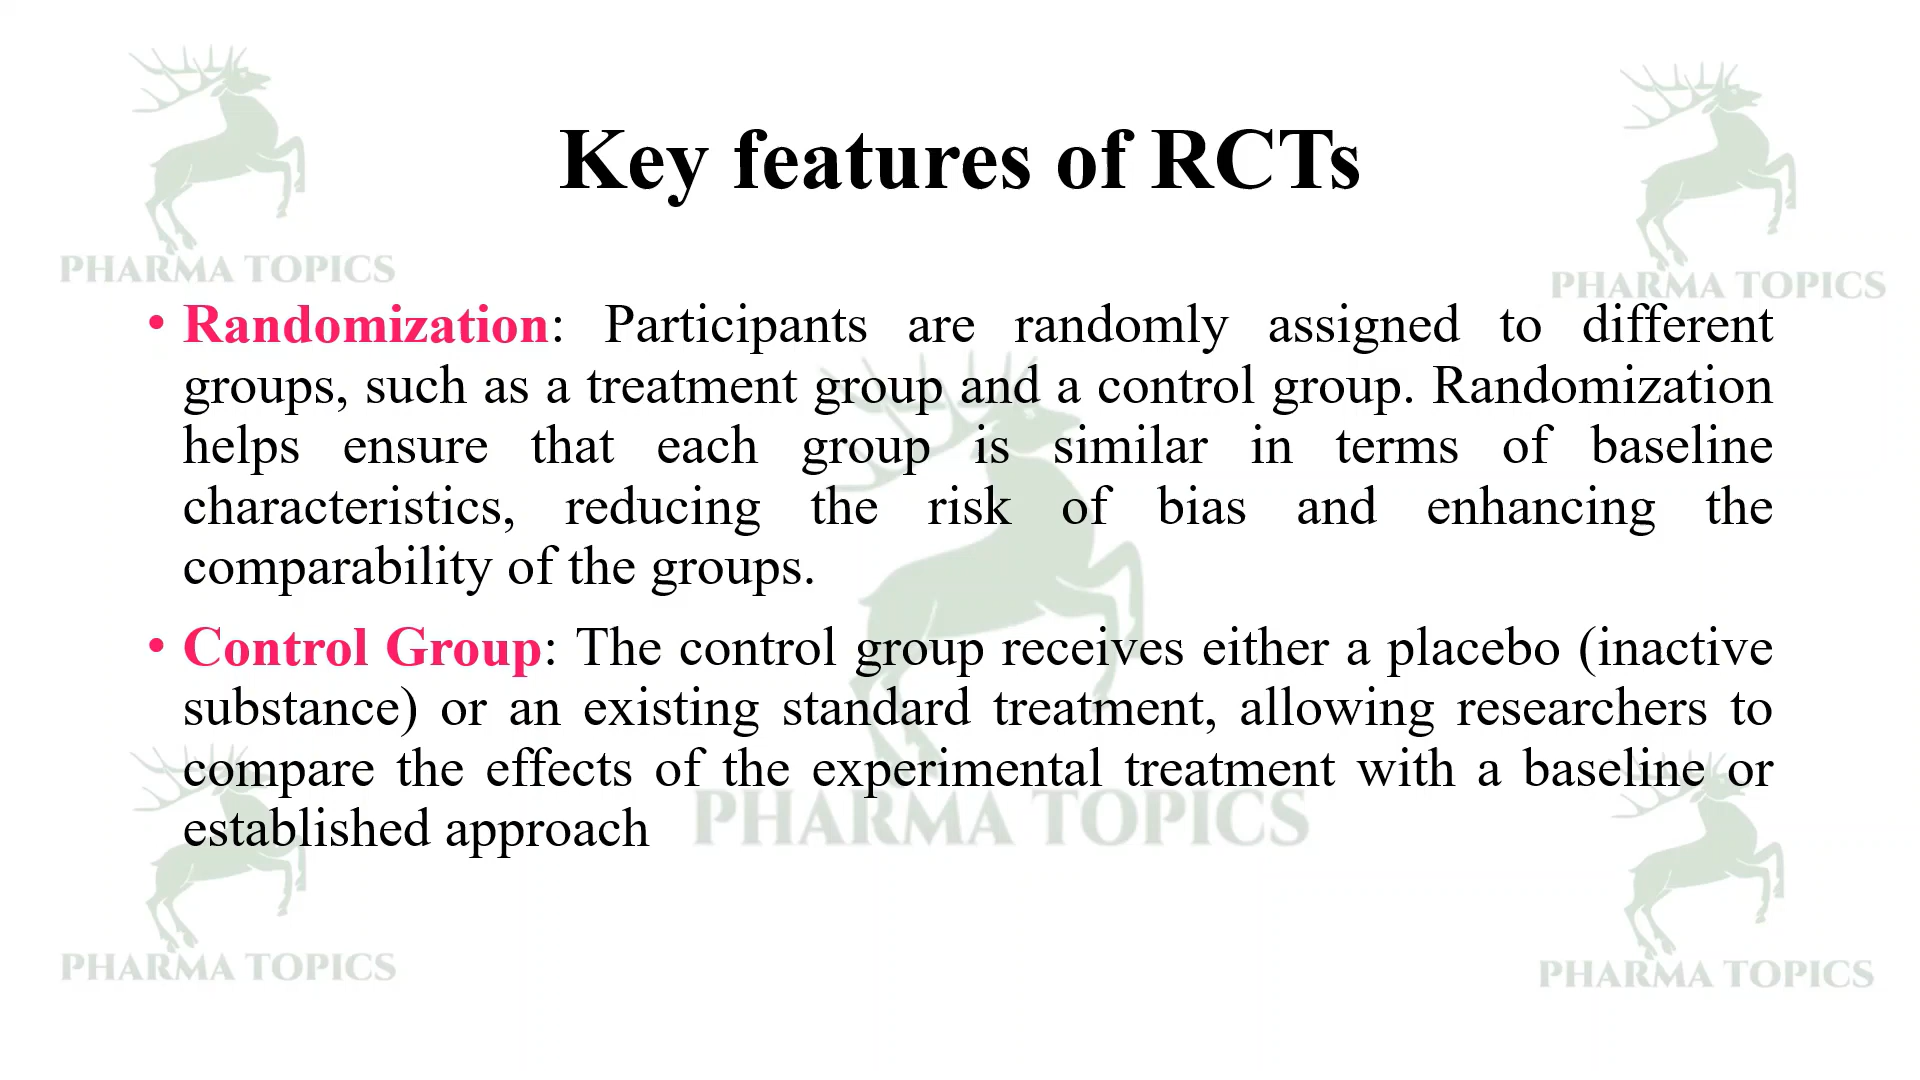 PHARMA TOPICS
PHARMA TOPICS
Key features of RCTs
• Randomization: Participants are randomly assigned to different
groups, such as a treatment group and a control group. Randomization
helps ensure that each group is similar in terms of baseline
characteristics, reducing the risk of bias and enhancing the
comparability of the groups.
• Control Group: The control group receives either a placebo (inactive
substance) or an existing standard treatment, allowing researchers to
compare the effects of the experimental treatment with a baseline or
established approach
PHARMA TOPICS
PHARMA TOPICS
PHARMA TOPICS